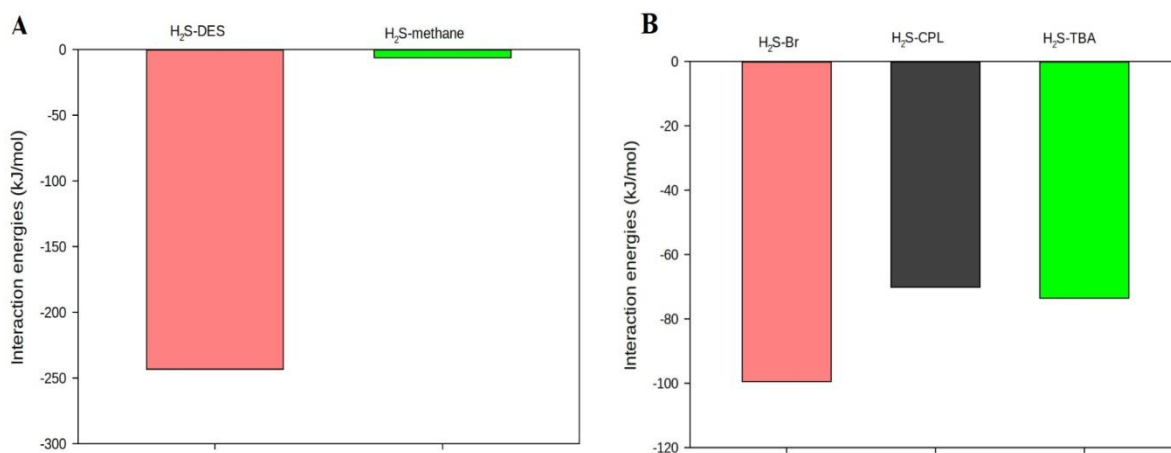 A
H₂S-DES
H₂S-methane
Interaction energies (kJ/mol)
0
-50
-100
-150
-200
-250
-300
B
H₂S-Br
H₂S-CPL
H₂S-TBA
Interaction energies (kJ/mol)
0
-20
-40
-60
-80
-100
-120